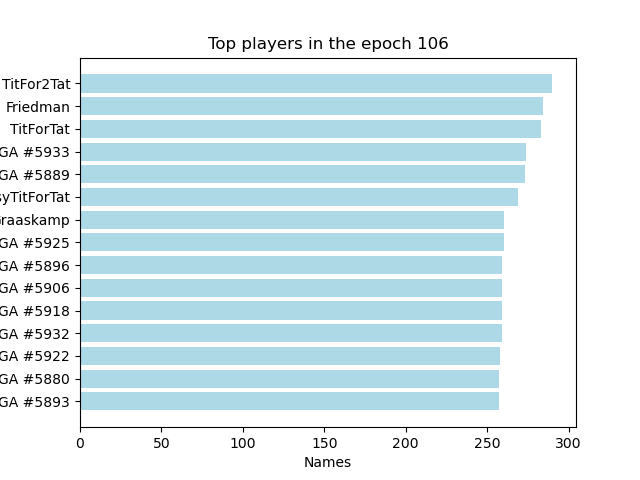 Top players in the epoch 106
TitFor2Tat
Friedman
TitForTat
GA #5933
GA #5889
syTitForTat
Graaskamp
GA #5925
GA #5896
GA #5906
GA #5918
GA #5932
GA #5922
GA #5880
GA #5893
0 50 100 150 200 250 300
Names